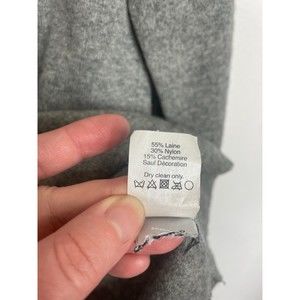 55% Laine
30% Nylon
15% Cachemire
Sauf Décoration
Dry clean only.